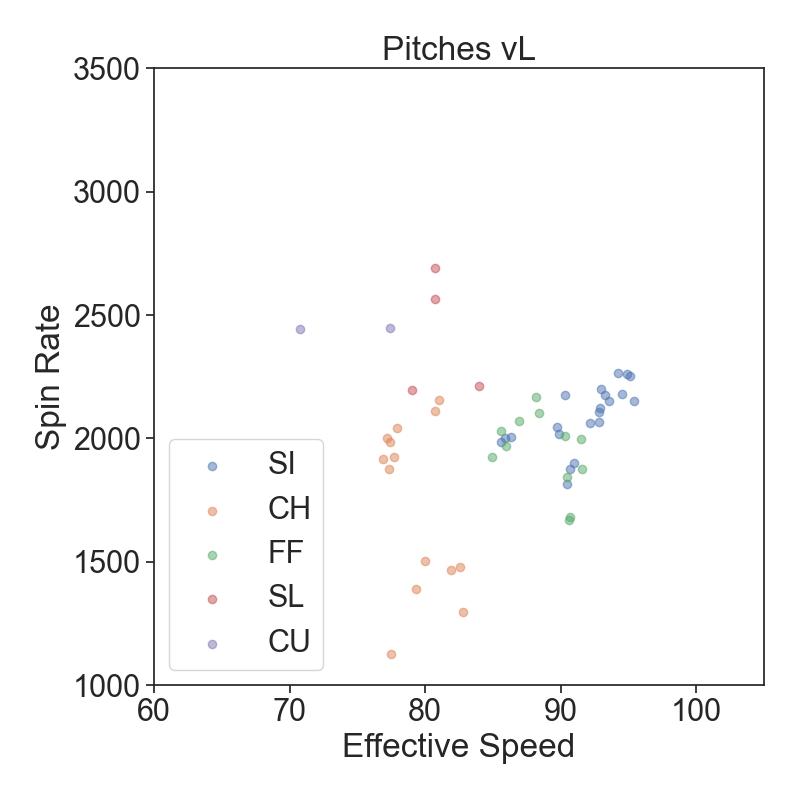 Pitches vL
3500
3000
2500
2000
1500
1000
Spin Rate
SI
CH
FF
SL
CU
60 70 80 90 100
Effective Speed